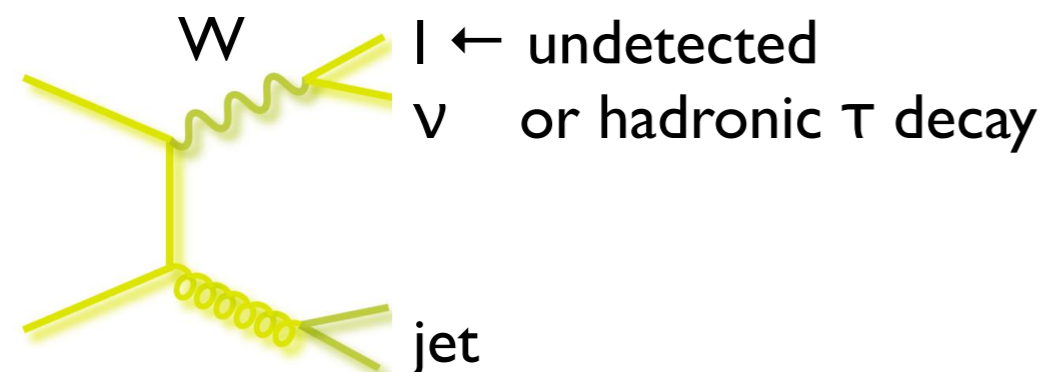 W
l ← undetected
ν or hadronic τ decay
jet